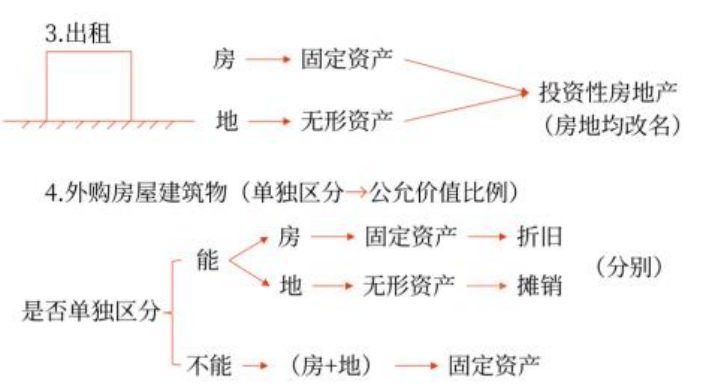 3.出租
房 → 固定资产
地 → 无形资产
投资性房地产
（房地均改名）
4.外购房屋建筑物（单独区分→公允价值比例）
是否单独区分
能
房 → 固定资产 → 折旧
地 → 无形资产 → 摊销
（分别）
不能 → （房+地） → 固定资产